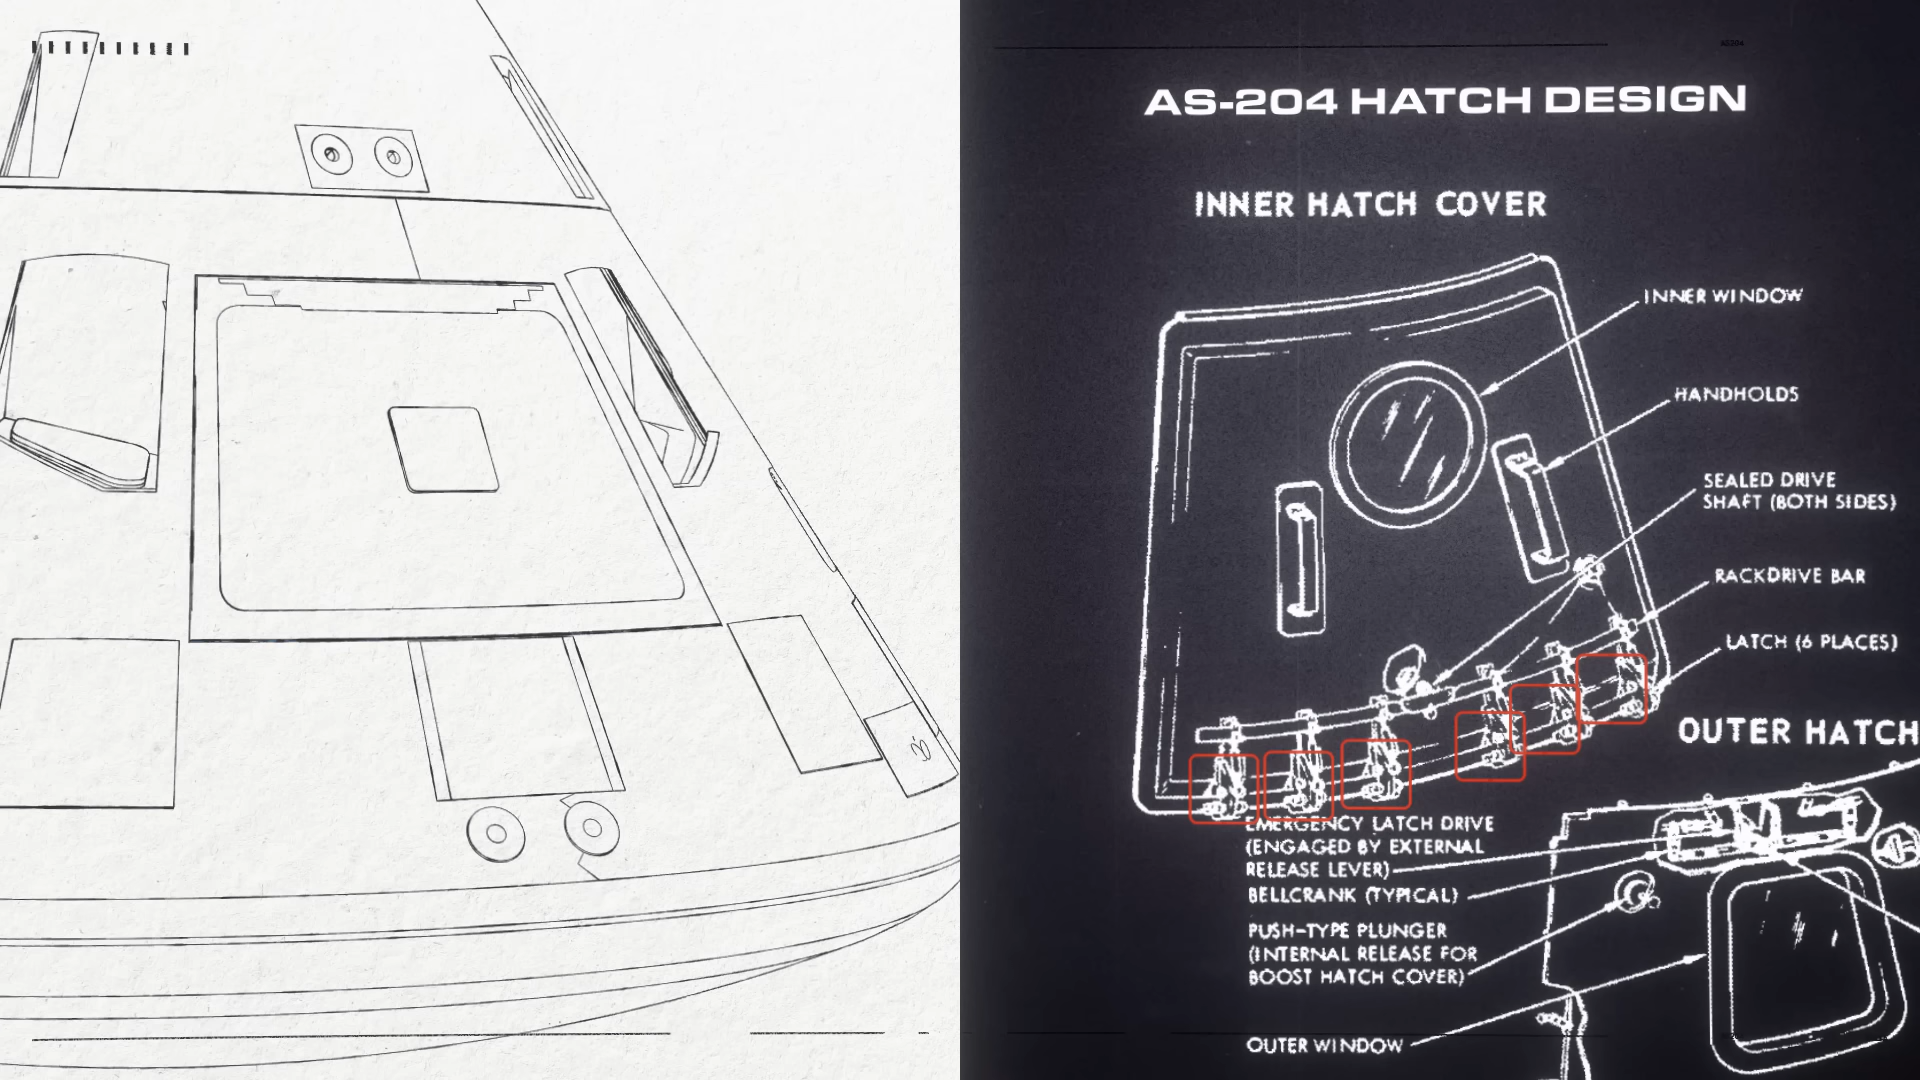 AS-204 HATCH DESIGN
INNER HATCH COVER
INNER WINDOW
HANDHOLDS
SEALED DRIVE
SHAFT (BOTH SIDES)
RACKDRIVE BAR
LATCH (6 PLACES)
OUTER HATCH
EMERGENCY LATCH DRIVE
(ENGAGED BY EXTERNAL
RELEASE LEVER)
BELLCRANK (TYPICAL)
PUSH-TYPE PLUNGER
(INTERNAL RELEASE FOR
BOOST HATCH COVER)
OUTER WINDOW